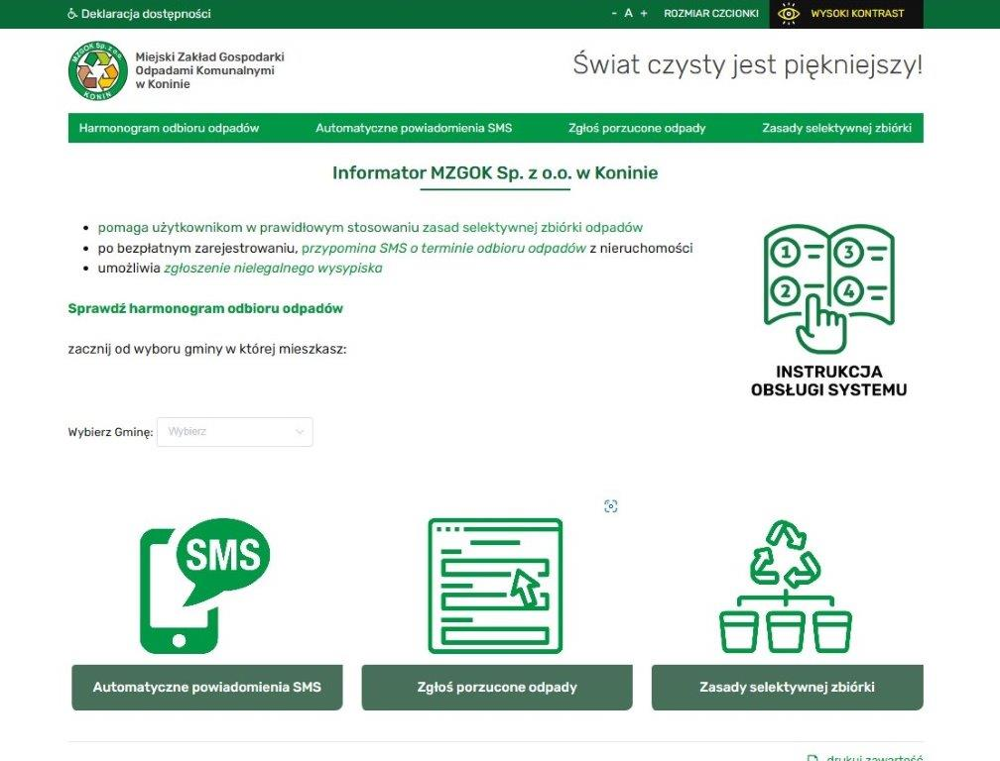 Deklaracja dostępności
- A + ROZMIAR CZCIONKI WYSOKI KONTRAST
MZGOK Sp. z o.o.
KONIN
Miejski Zakład Gospodarki
Odpadami Komunalnymi
w Koninie
Świat czysty jest piękniejszy!
Harmonogram odbioru odpadów Automatyczne powiadomienia SMS Zgłoś porzucone odpady Zasady selektywnej zbiórki
Informator MZGOK Sp. z o.o. w Koninie
• pomaga użytkownikom w prawidłowym stosowaniu zasad selektywnej zbiórki odpadów
• po bezpłatnym zarejestrowaniu, przypomina SMS o terminie odbioru odpadów z nieruchomości
• umożliwia zgłoszenie nielegalnego wysypiska
Sprawdź harmonogram odbioru odpadów
zacznij od wyboru gminy w której mieszkasz:
1 3
2 4
INSTRUKCJA
OBSŁUGI SYSTEMU
Wybierz Gminę: Wybierz
SMS
Automatyczne powiadomienia SMS Zgłoś porzucone odpady Zasady selektywnej zbiórki
drukuj zawartość